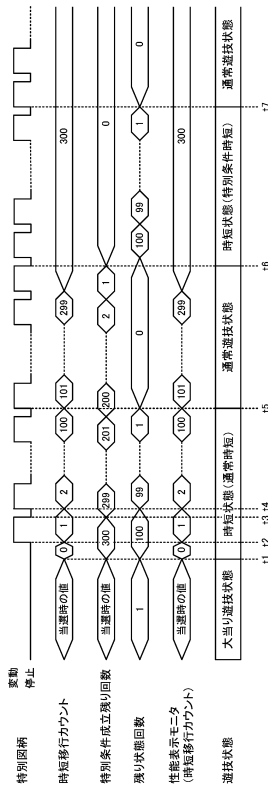 変動
停止
特別図柄
時短移行カウント 当選時の値 0 1 2 100 101 299 300
特別条件成立残り回数 当選時の値 300 299 201 200 2 1 0
残り状態回数 1 100 99 1 0 100 99 1 0
性能表示モニタ
(時短移行カウント) 当選時の値 0 1 2 100 101 299 300
遊技状態 大当り遊技状態 時短状態(通常時短) 通常遊技状態 時短状態(特別条件時短) 通常遊技状態
t1 t2 t3 t4 t5 t6 t7